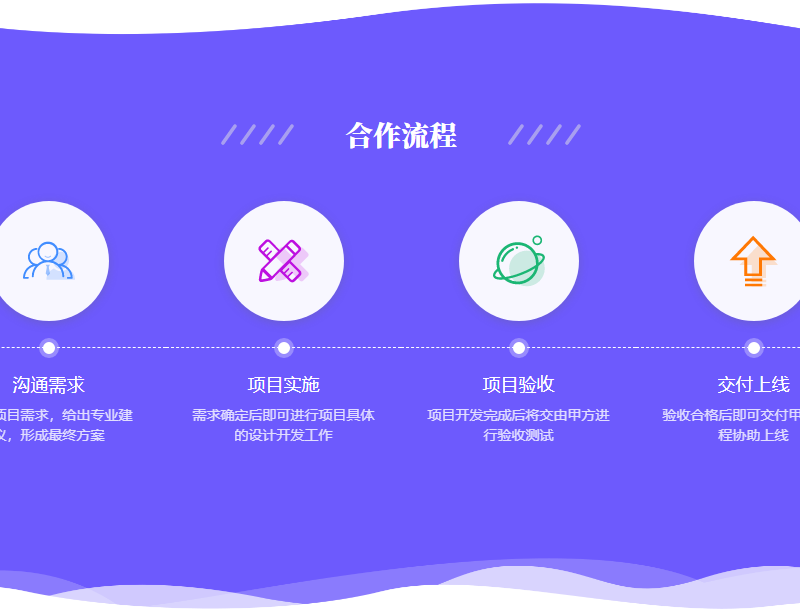 合作流程
沟通需求
项目需求，给出专业建
，形成最终方案
项目实施
需求确定后即可进行项目具体
的设计开发工作
项目验收
项目开发完成后将交由甲方进
行验收测试
交付上线
验收合格后即可交付甲
程协助上线